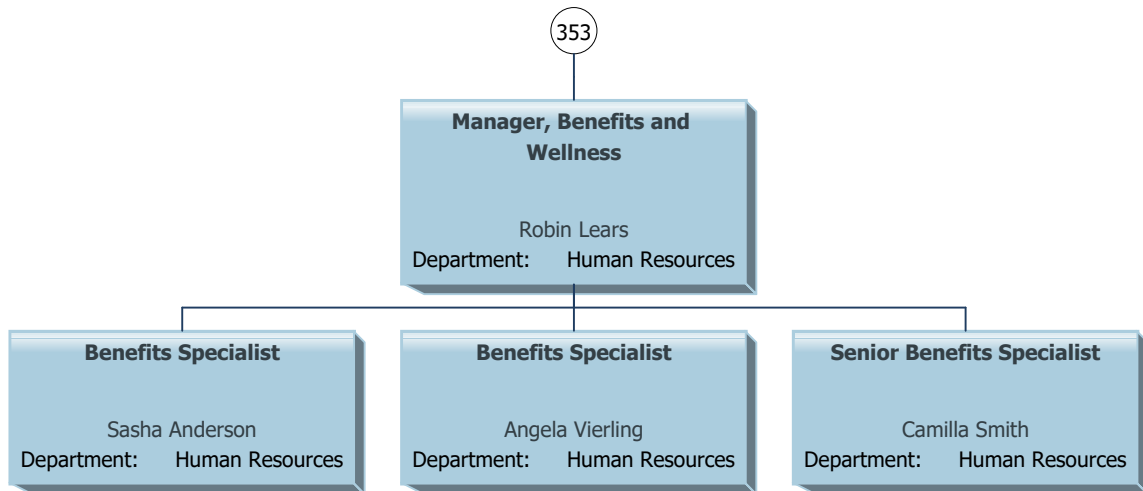 353
Manager, Benefits and
Wellness
Robin Lears
Department: Human Resources
Benefits Specialist
Sasha Anderson
Department: Human Resources
Benefits Specialist
Angela Vierling
Department: Human Resources
Senior Benefits Specialist
Camilla Smith
Department: Human Resources